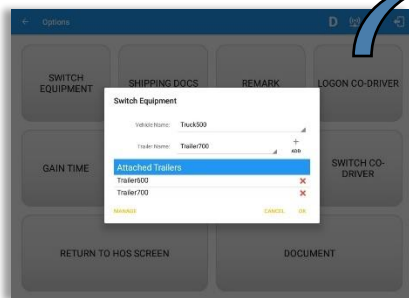 ← Options D
SWITCH EQUIPMENT
SHIPPING DOCS
REMARK
LOGON CO-DRIVER
Switch Equipment
Vehicle Name: Truck500
Trailer Name: Trailer700
+
ADD
Attached Trailers
Trailer600
Trailer700
MANAGE CANCEL OK
GAIN TIME
SWITCH CO-DRIVER
RETURN TO HOS SCREEN
DOCUMENT